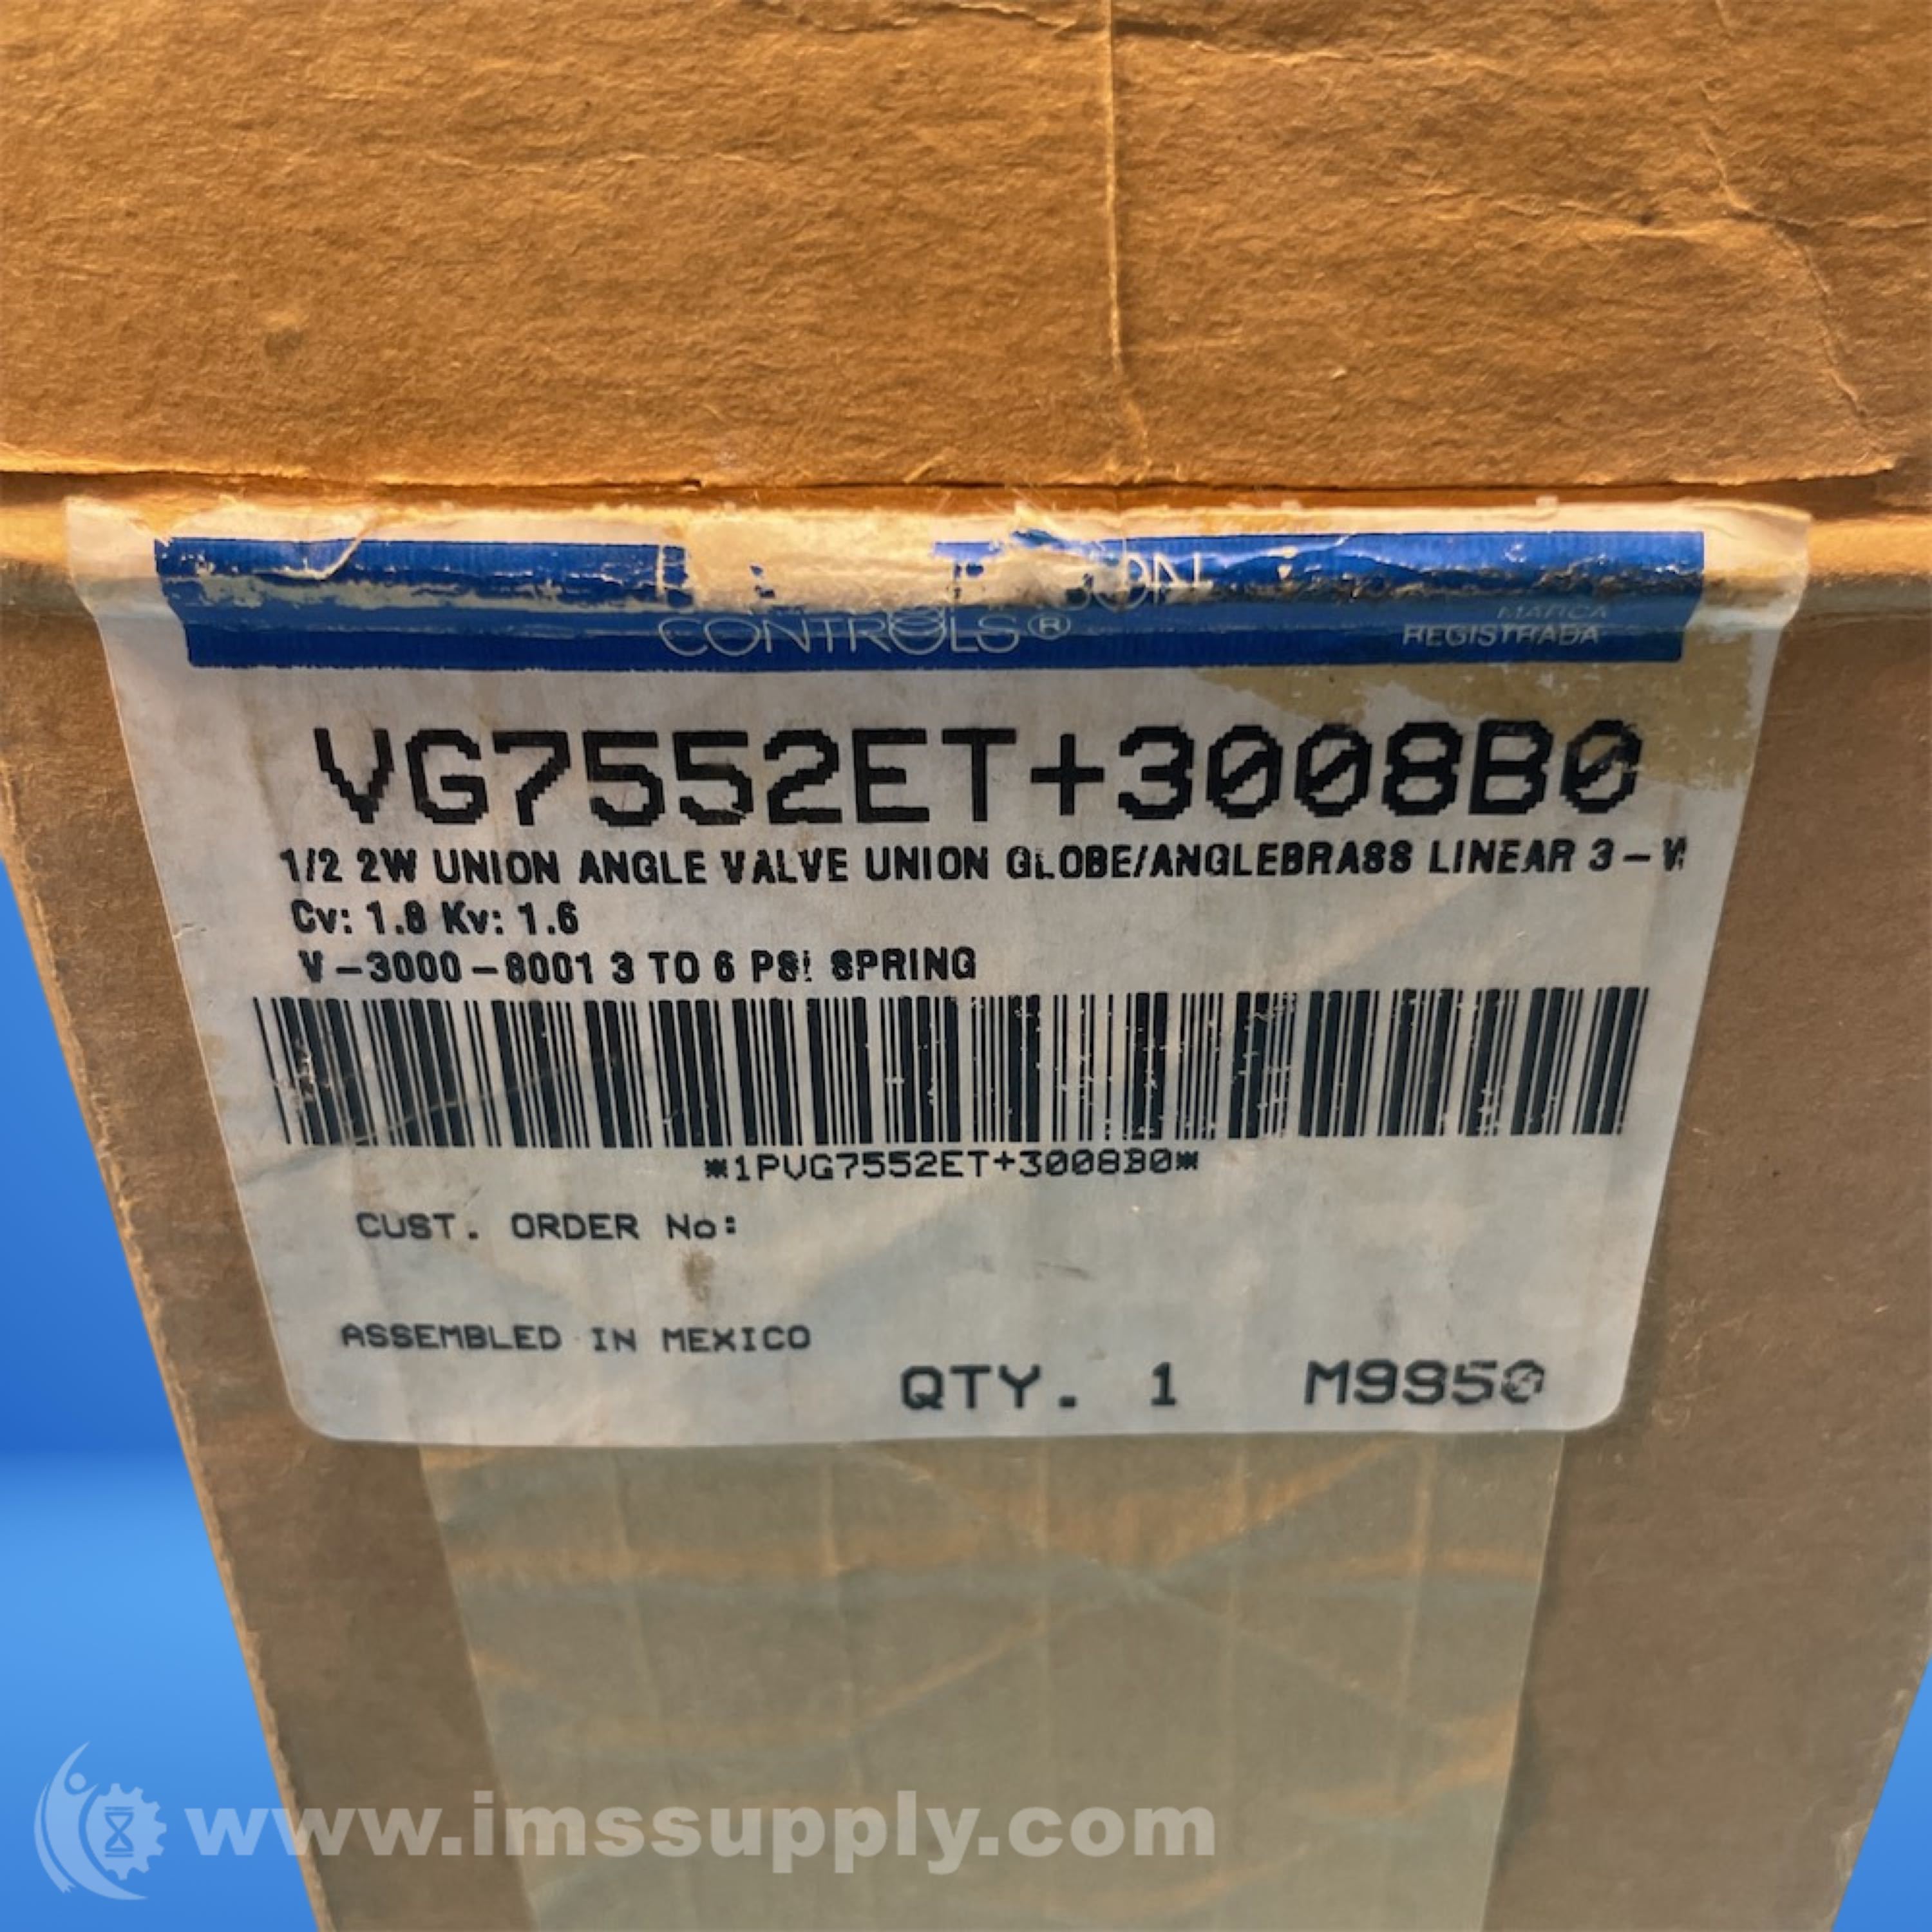 CONTROLS®
MARCA
REGISTRADA
VG7552ET+3008B0
1/2 2W UNION ANGLE VALVE UNION GLOBE/ANGLEBRASS LINEAR 3-W
Cv: 1.8 Kv: 1.6
V-3000-8001 3 TO 6 PSI SPRING
*1PVG7552ET+3008B0*
CUST. ORDER No:
ASSEMBLED IN MEXICO
QTY. 1 M9950
www.imssupply.com